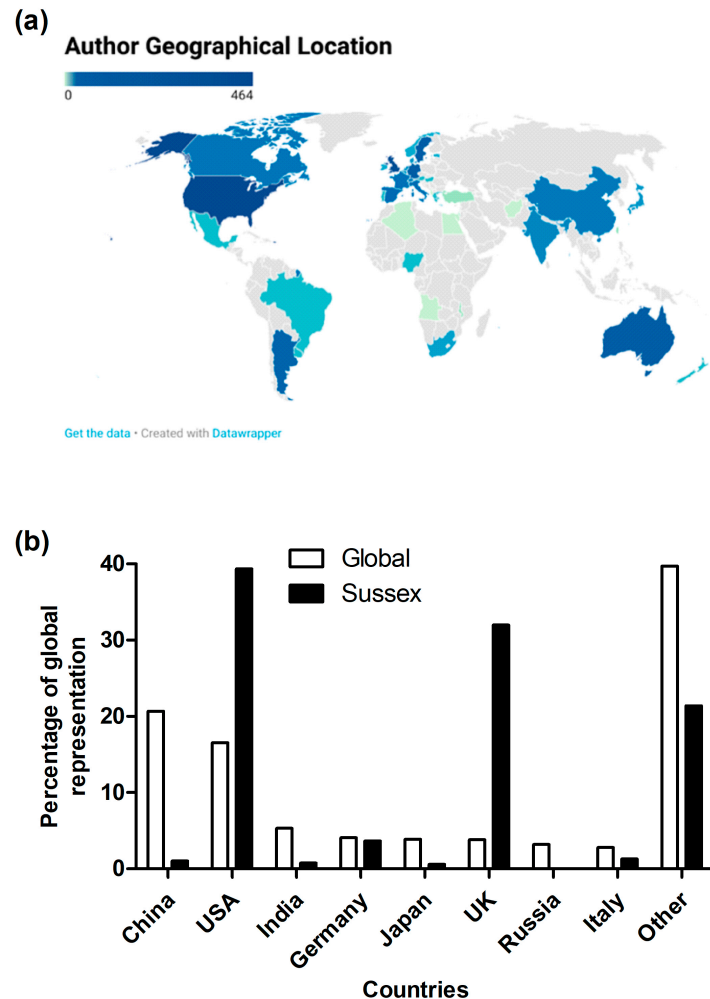 (a)
Author Geographical Location
0 464
Get the data • Created with Datawrapper
(b)
Global
Sussex
Percentage of global
representation
40
30
20
10
0
China
USA
India
Germany
Japan
UK
Russia
Italy
Other
Countries